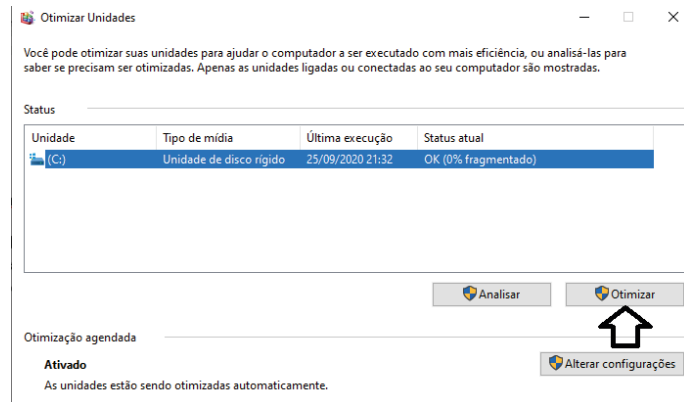 Otimizar Unidades
Você pode otimizar suas unidades para ajudar o computador a ser executado com mais eficiência, ou analisá-las para
saber se precisam ser otimizadas. Apenas as unidades ligadas ou conectadas ao seu computador são mostradas.
Status
Unidade Tipo de mídia Última execução Status atual
(C:) Unidade de disco rígido 25/09/2020 21:32 OK (0% fragmentado)
Analisar Otimizar
Otimização agendada
Ativado Alterar configurações
As unidades estão sendo otimizadas automaticamente.